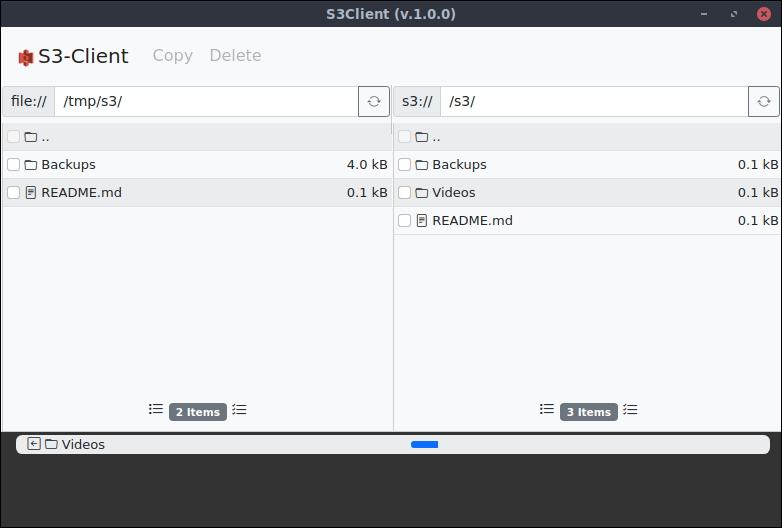 S3Client (v.1.0.0)
S3-Client Copy Delete
file:// /tmp/s3/
..
Backups 4.0 kB
README.md 0.1 kB
2 Items
s3:// /s3/
..
Backups 0.1 kB
Videos 0.1 kB
README.md 0.1 kB
3 Items
Videos